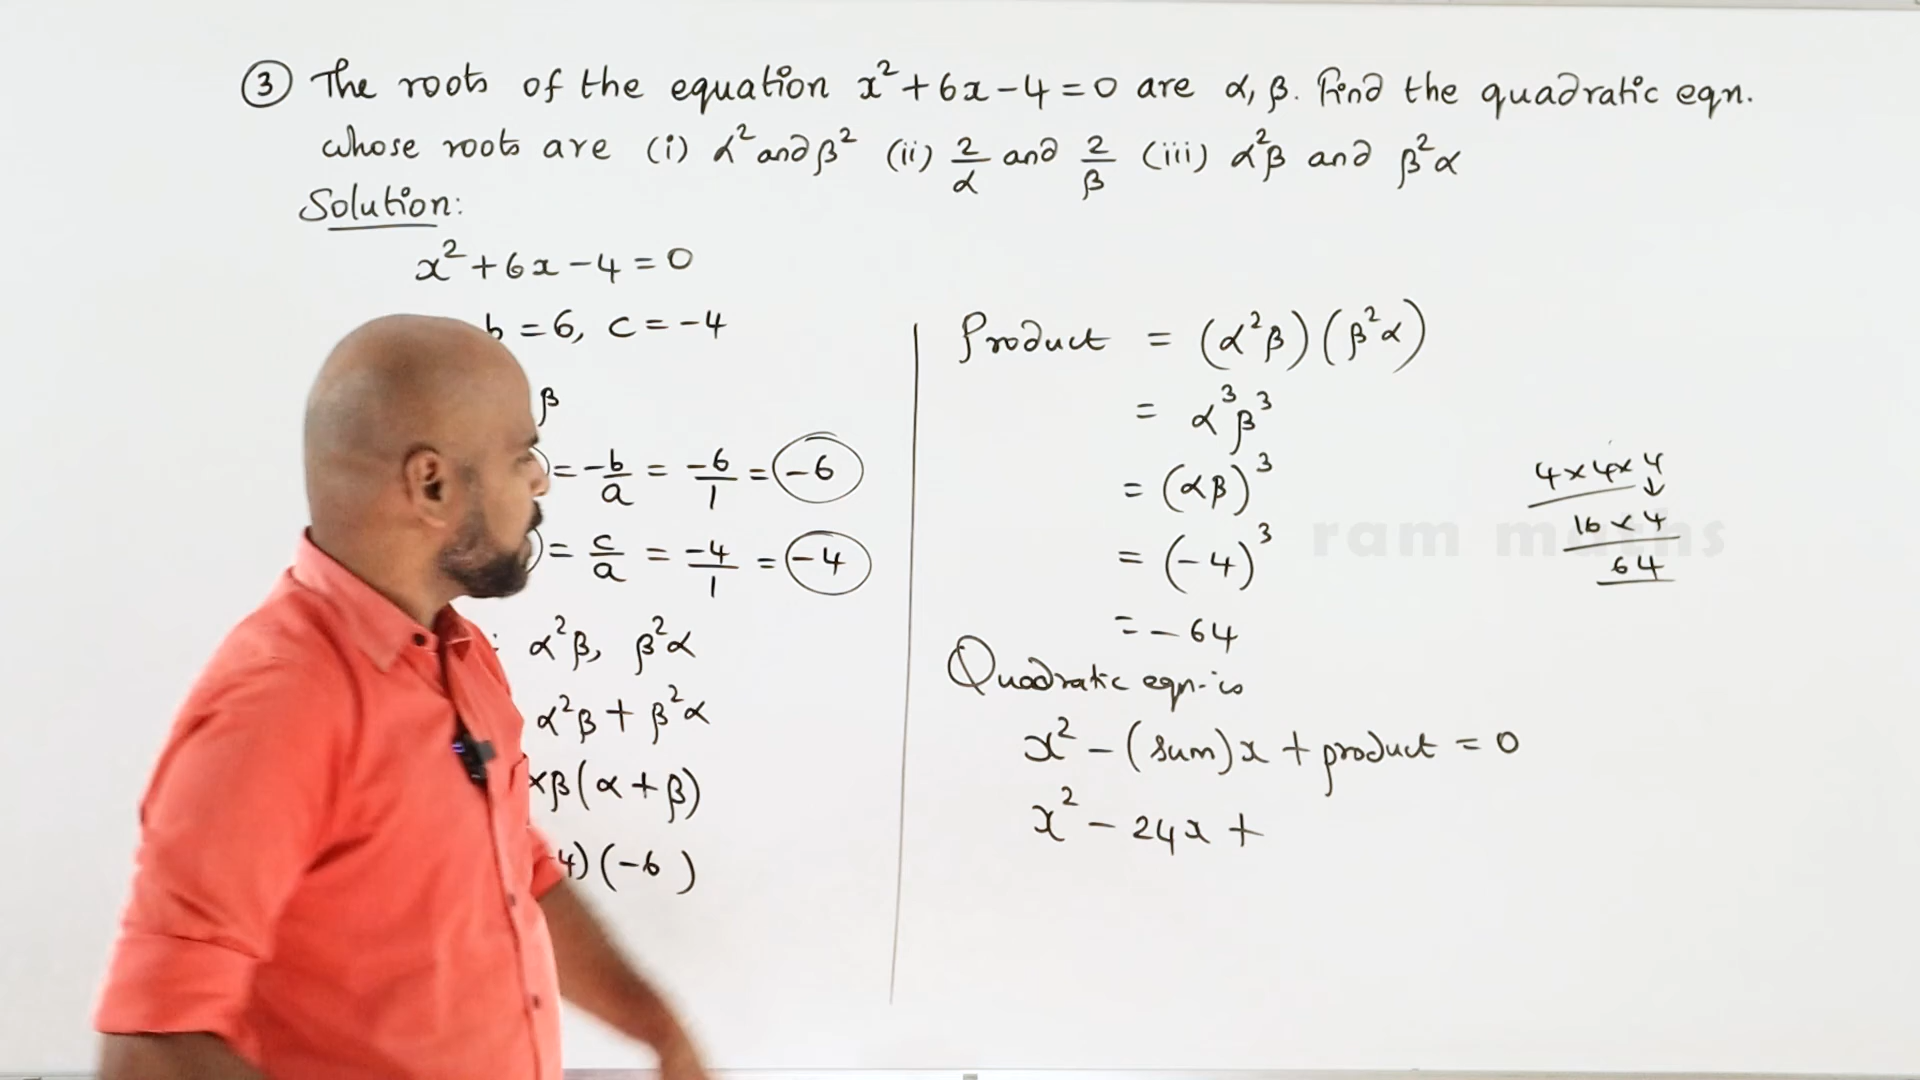 ③ The roots of the equation x² + 6x − 4 = 0 are α, β. Find the quadratic eqn.
whose roots are (i) α² and β² (ii) 2/α and 2/β (iii) α²β and β²α
Solution:
x² + 6x − 4 = 0
b = 6, c = −4
β
= −b/a = −6/1 = −6
= c/a = −4/1 = −4
: α²β, β²α
α²β + β²α
β(α + β)
4)(−6)
Product = (α²β)(β²α)
= α³β³
= (αβ)³
= (−4)³
= −64
Quadratic eqn. is
x² − (sum)x + product = 0
x² − 24x +
4×4×4
↓
16×4
64
ram maths